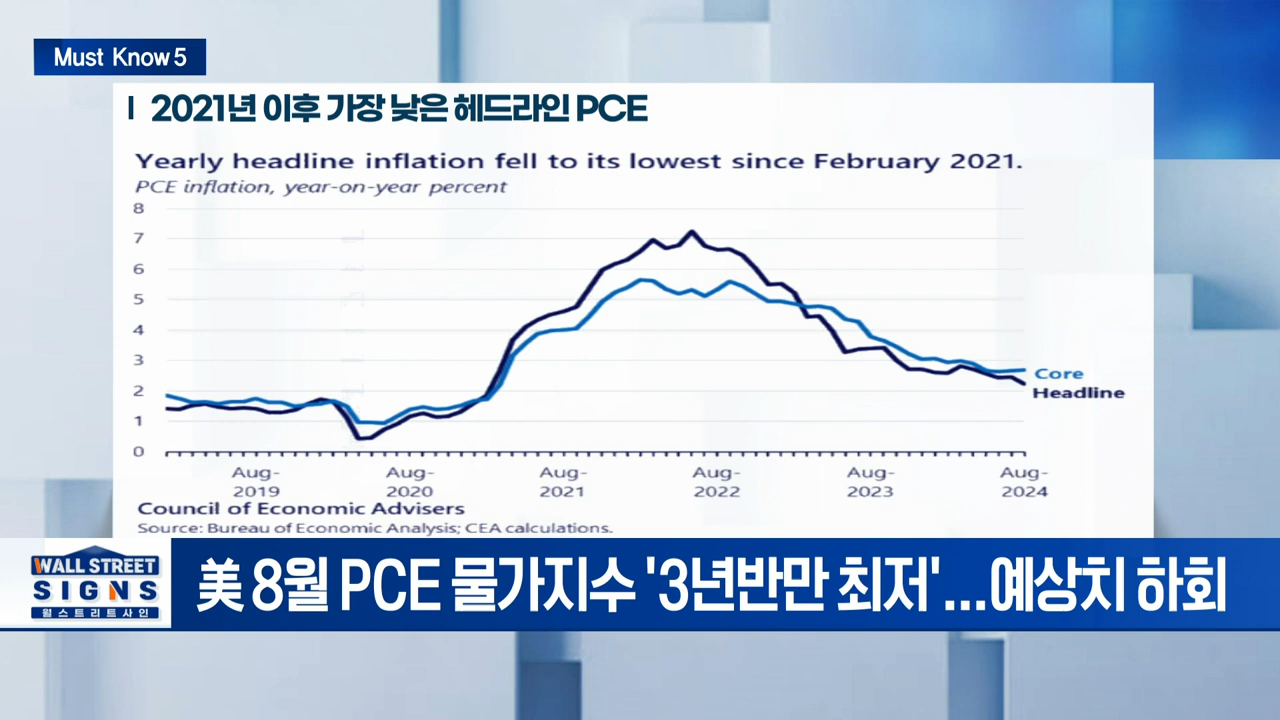 Must Know 5
2021년 이후 가장 낮은 헤드라인 PCE
Yearly headline inflation fell to its lowest since February 2021.
PCE inflation, year-on-year percent
8
7
6
5
4
3
2
1
0
Core
Headline
Aug-2019
Aug-2020
Aug-2021
Aug-2022
Aug-2023
Aug-2024
Council of Economic Advisers
Source: Bureau of Economic Analysis; CEA calculations.
WALL STREET
SIGNS
월스트리트사인
美 8월 PCE 물가지수 '3년반만 최저'...예상치 하회